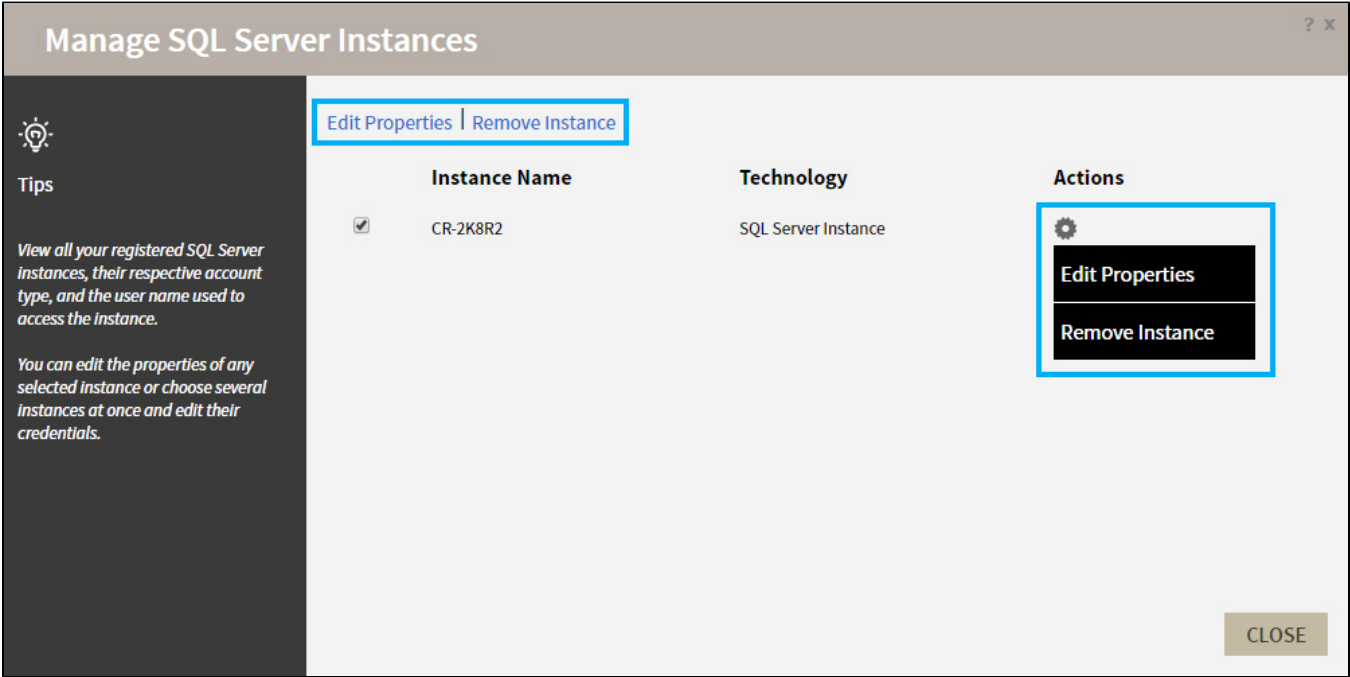 Manage SQL Server Instances
? x
Tips
View all your registered SQL Server
instances, their respective account
type, and the user name used to
access the instance.
You can edit the properties of any
selected instance or choose several
instances at once and edit their
credentials.
Edit Properties | Remove Instance
Instance Name Technology Actions
CR-2K8R2 SQL Server Instance
Edit Properties
Remove Instance
CLOSE